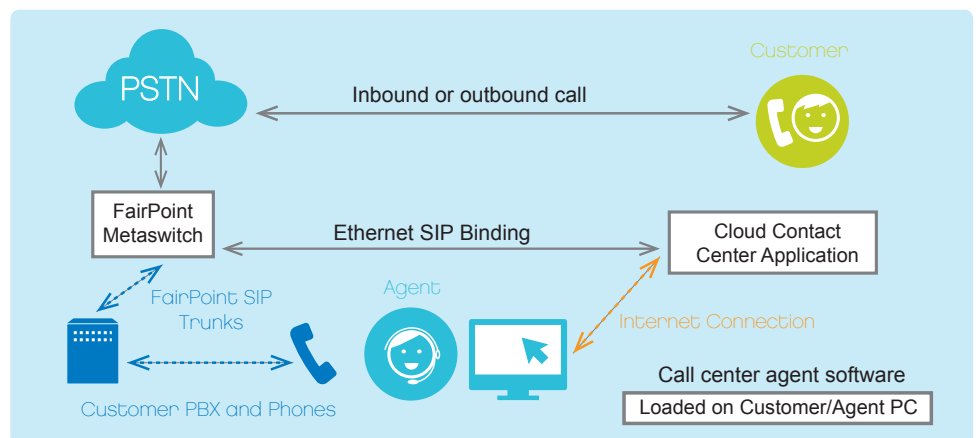 Customer
PSTN
Inbound or outbound call
FairPoint
Metaswitch
Ethernet SIP Binding
Cloud Contact
Center Application
FairPoint SIP
Trunks
Agent
Internet Connection
Customer PBX and Phones
Call center agent software
Loaded on Customer/Agent PC